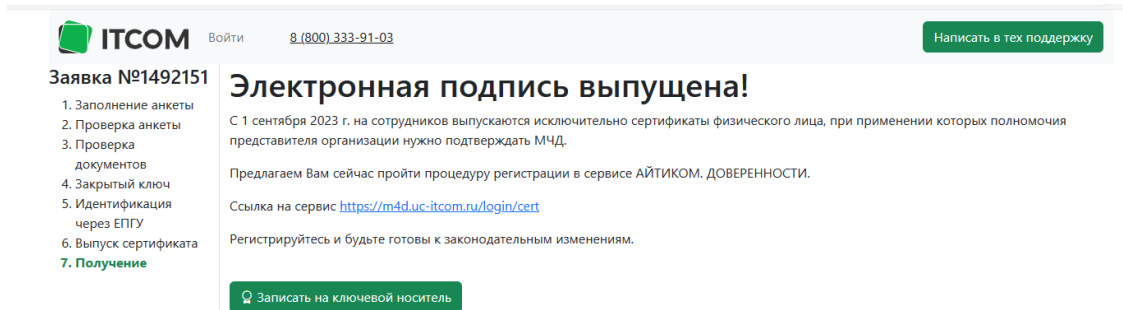 ITCOM
Войти
8 (800) 333-91-03
Написать в тех поддержку
Заявка №1492151
1. Заполнение анкеты
2. Проверка анкеты
3. Проверка
документов
4. Закрытый ключ
5. Идентификация
через ЕПГУ
6. Выпуск сертификата
7. Получение
Электронная подпись выпущена!
С 1 сентября 2023 г. на сотрудников выпускаются исключительно сертификаты физического лица, при применении которых полномочия
представителя организации нужно подтверждать МЧД.
Предлагаем Вам сейчас пройти процедуру регистрации в сервисе АЙТИКОМ. ДОВЕРЕННОСТИ.
Ссылка на сервис https://m4d.uc-itcom.ru/login/cert
Регистрируйтесь и будьте готовы к законодательным изменениям.
Записать на ключевой носитель